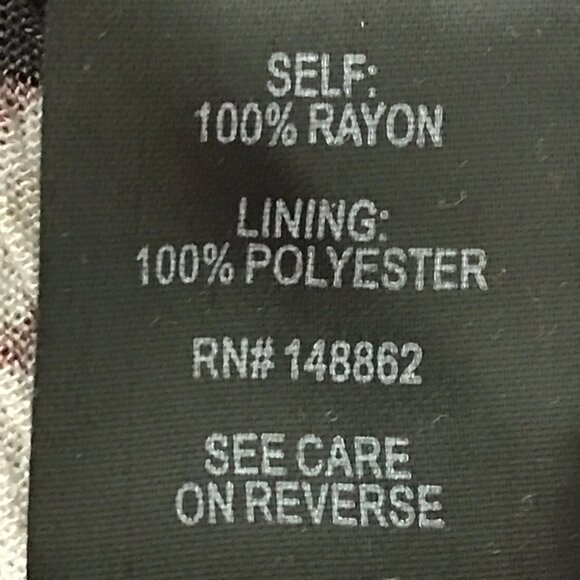 SELF:
100% RAYON
LINING:
100% POLYESTER
RN# 148862
SEE CARE
ON REVERSE